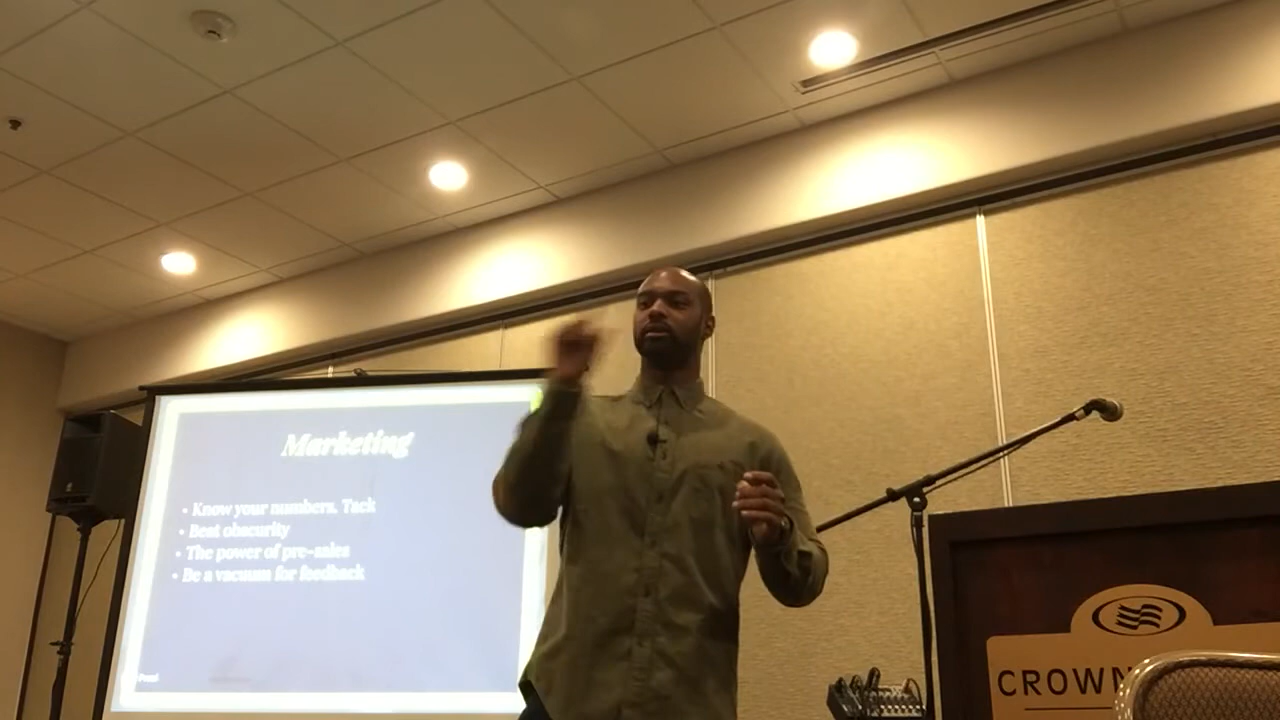 Marketing
• Know your numbers. Tack
• Beat obscurity
• The power of pre-sales
• Be a vacuum for feedback
CROWN